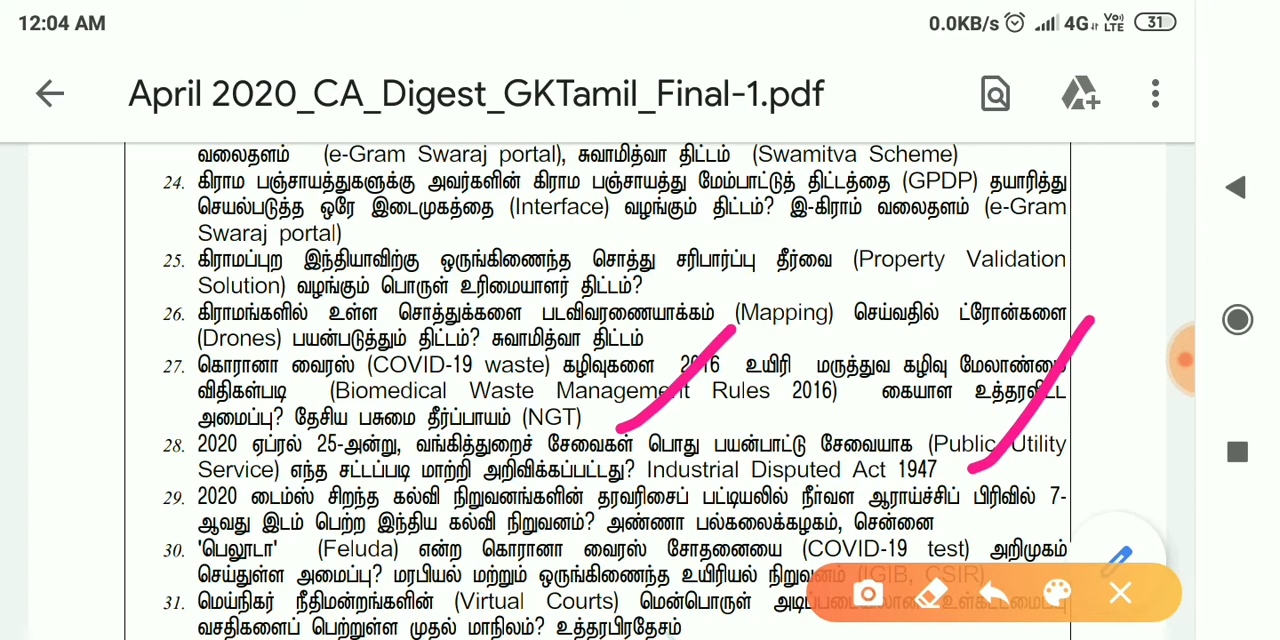 12:04 AM
0.0KB/s 4G VoI) LTE 31
April 2020_CA_Digest_GKTamil_Final-1.pdf
வலைதளம் (e-Gram Swaraj portal), சுவாமித்வா திட்டம் (Swamitva Scheme)
24. கிராம பஞ்சாயத்துகளுக்கு அவர்களின் கிராம பஞ்சாயத்து மேம்பாட்டுத் திட்டத்தை (GPDP) தயாரித்து
செயல்படுத்த ஒரே இடைமுகத்தை (Interface) வழங்கும் திட்டம்? இ-கிராம் வலைதளம் (e-Gram
Swaraj portal)
25. கிராமப்புற இந்தியாவிற்கு ஒருங்கிணைந்த சொத்து சரிபார்ப்பு தீர்வை (Property Validation
Solution) வழங்கும் பொருள் உரிமையாளர் திட்டம்?
26. கிராமங்களில் உள்ள சொத்துக்களை படவிவரணையாக்கம் (Mapping) செய்வதில் ட்ரோன்களை
(Drones) பயன்படுத்தும் திட்டம்? சுவாமித்வா திட்டம்
27. கொரானா வைரஸ் (COVID-19 waste) கழிவுகளை 2016 உயிரி மருத்துவ கழிவு மேலாண்மை
விதிகள்படி (Biomedical Waste Management Rules 2016) கையாள உத்தரவிட்ட
அமைப்பு? தேசிய பசுமை தீர்ப்பாயம் (NGT)
28. 2020 ஏப்ரல் 25-அன்று, வங்கித்துறைச் சேவைகள் பொது பயன்பாட்டு சேவையாக (Public Utility
Service) எந்த சட்டப்படி மாற்றி அறிவிக்கப்பட்டது? Industrial Disputed Act 1947
29. 2020 டைம்ஸ் சிறந்த கல்வி நிறுவனங்களின் தரவரிசைப் பட்டியலில் நீர்வள ஆராய்ச்சிப் பிரிவில் 7-
ஆவது இடம் பெற்ற இந்திய கல்வி நிறுவனம்? அண்ணா பல்கலைக்கழகம், சென்னை
30. 'பெலூடா' (Feluda) என்ற கொரானா வைரஸ் சோதனையை (COVID-19 test) அறிமுகம்
செய்துள்ள அமைப்பு? மரபியல் மற்றும் ஒருங்கிணைந்த உயிரியல் நிறுவனம் (IGIB, CSIR)
31. மெய்நிகர் நீதிமன்றங்களின் (Virtual Courts) மென்பொருள் அடிப்படையிலான உள்கட்டமைப்பு
வசதிகளைப் பெற்றுள்ள முதல் மாநிலம்? உத்தரபிரதேசம்